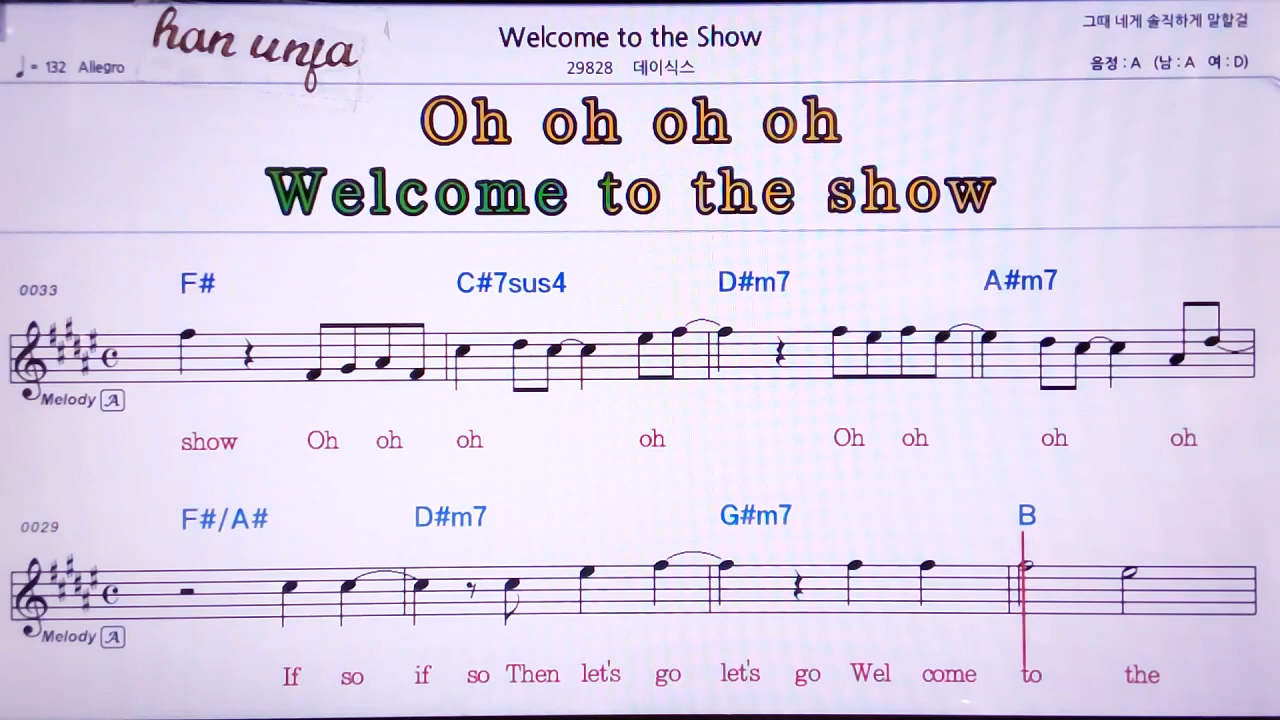 han unja
Welcome to the Show
그때 네게 솔직하게 말할걸
♩= 132 Allegro
29828 데이식스
음정 : A (남 : A 여 : D)
Oh oh oh oh
Welcome to the show
0033
F# C#7sus4 D#m7 A#m7
Melody A
show Oh oh oh oh Oh oh oh oh
0029
F#/A# D#m7 G#m7 B
Melody A
If so if so Then let's go let's go Wel come to the